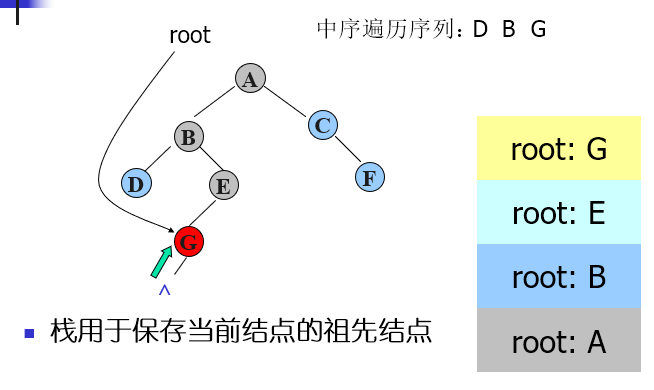 root
中序遍历序列：D B G
A
B
C
D
E
F
G
^
root: G
root: E
root: B
root: A
栈用于保存当前结点的祖先结点